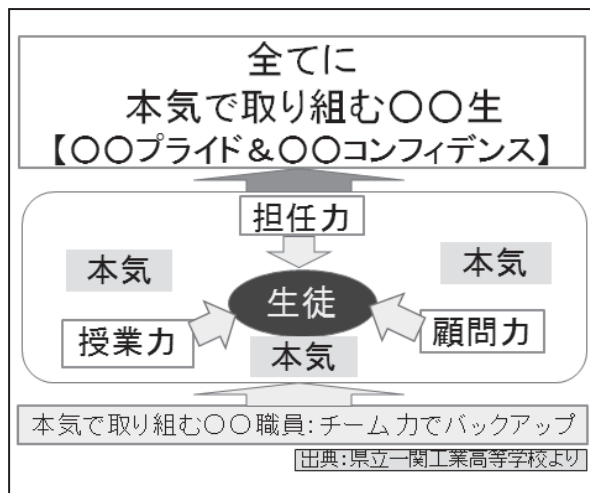 全てに
本気で取り組む〇〇生
【〇〇プライド&〇〇コンフィデンス】
担任力
本気
本気
生徒
授業力
顧問力
本気
本気で取り組む〇〇職員:チーム力でバックアップ
出典:県立一関工業高等学校より